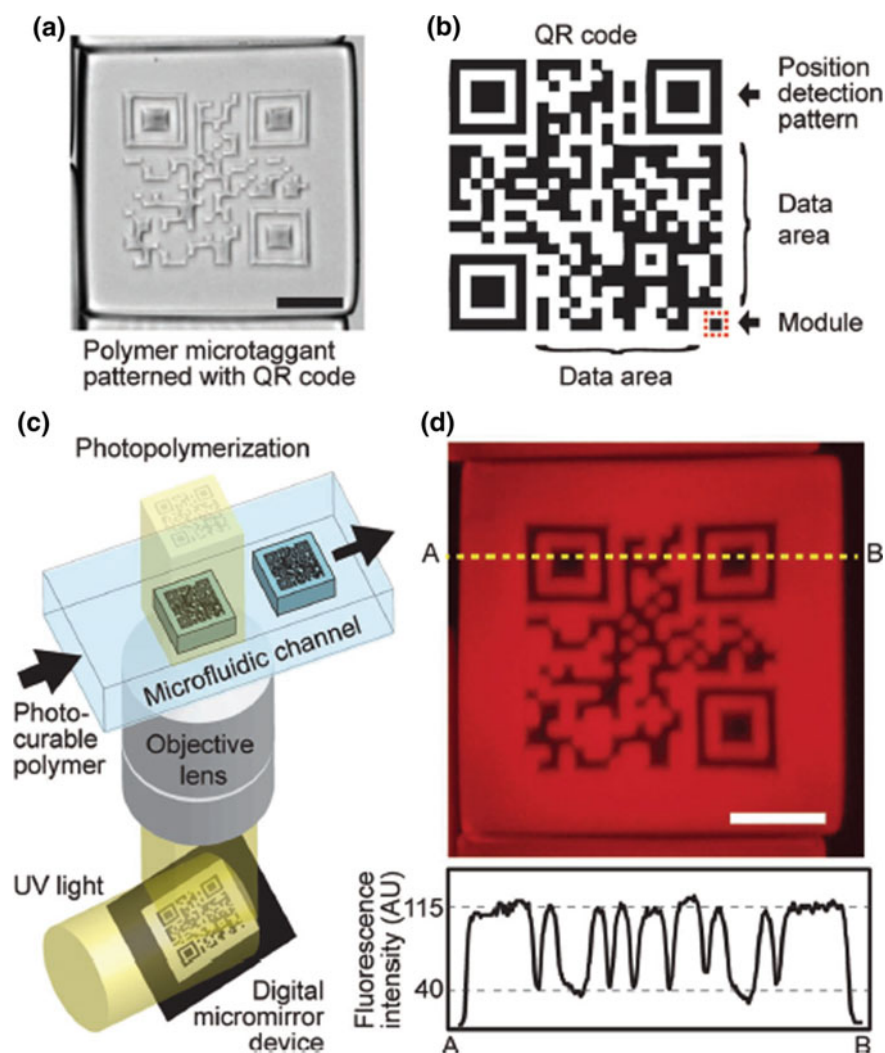 (a)
Polymer microtaggant
patterned with QR code
(b)
QR code
Position
detection
pattern
Data
area
Module
Data area
(c)
Photopolymerization
Microfluidic channel
Photo-
curable
polymer
Objective
lens
UV light
Digital
micromirror
device
(d)
A
B
Fluorescence
intensity (AU)
115
40
A
B